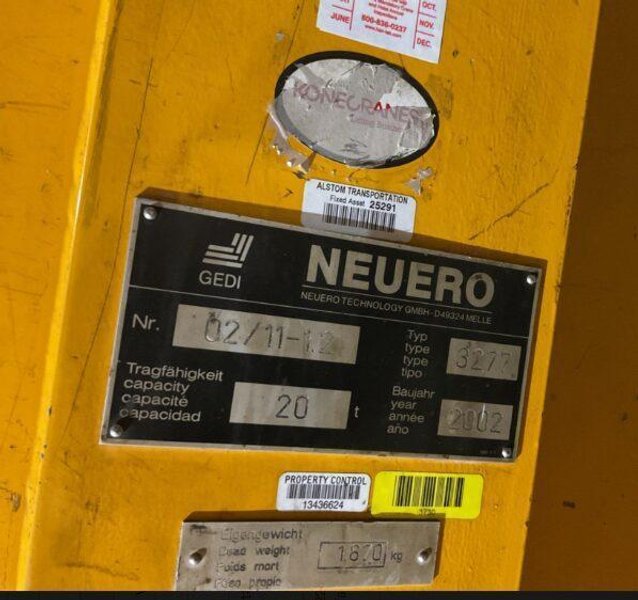 OCT.
JUNE
800-836-0237
NOV.
DEC.
KONECRANES
ALSTOM TRANSPORTATION
Fixed Asset 25291
GEDI
NEUERO
NEUERO TECHNOLOGY GMBH - D49324 MELLE
Nr. 02/11-12
Typ
type
type
tipo
3277
Tragfähigkeit
capacity
capacité
capacidad
20 t
Baujahr
year
année
año
2002
PROPERTY CONTROL
13436624
Eigengewicht
Dead weight
Poids mort
Peso propio
1870 kg